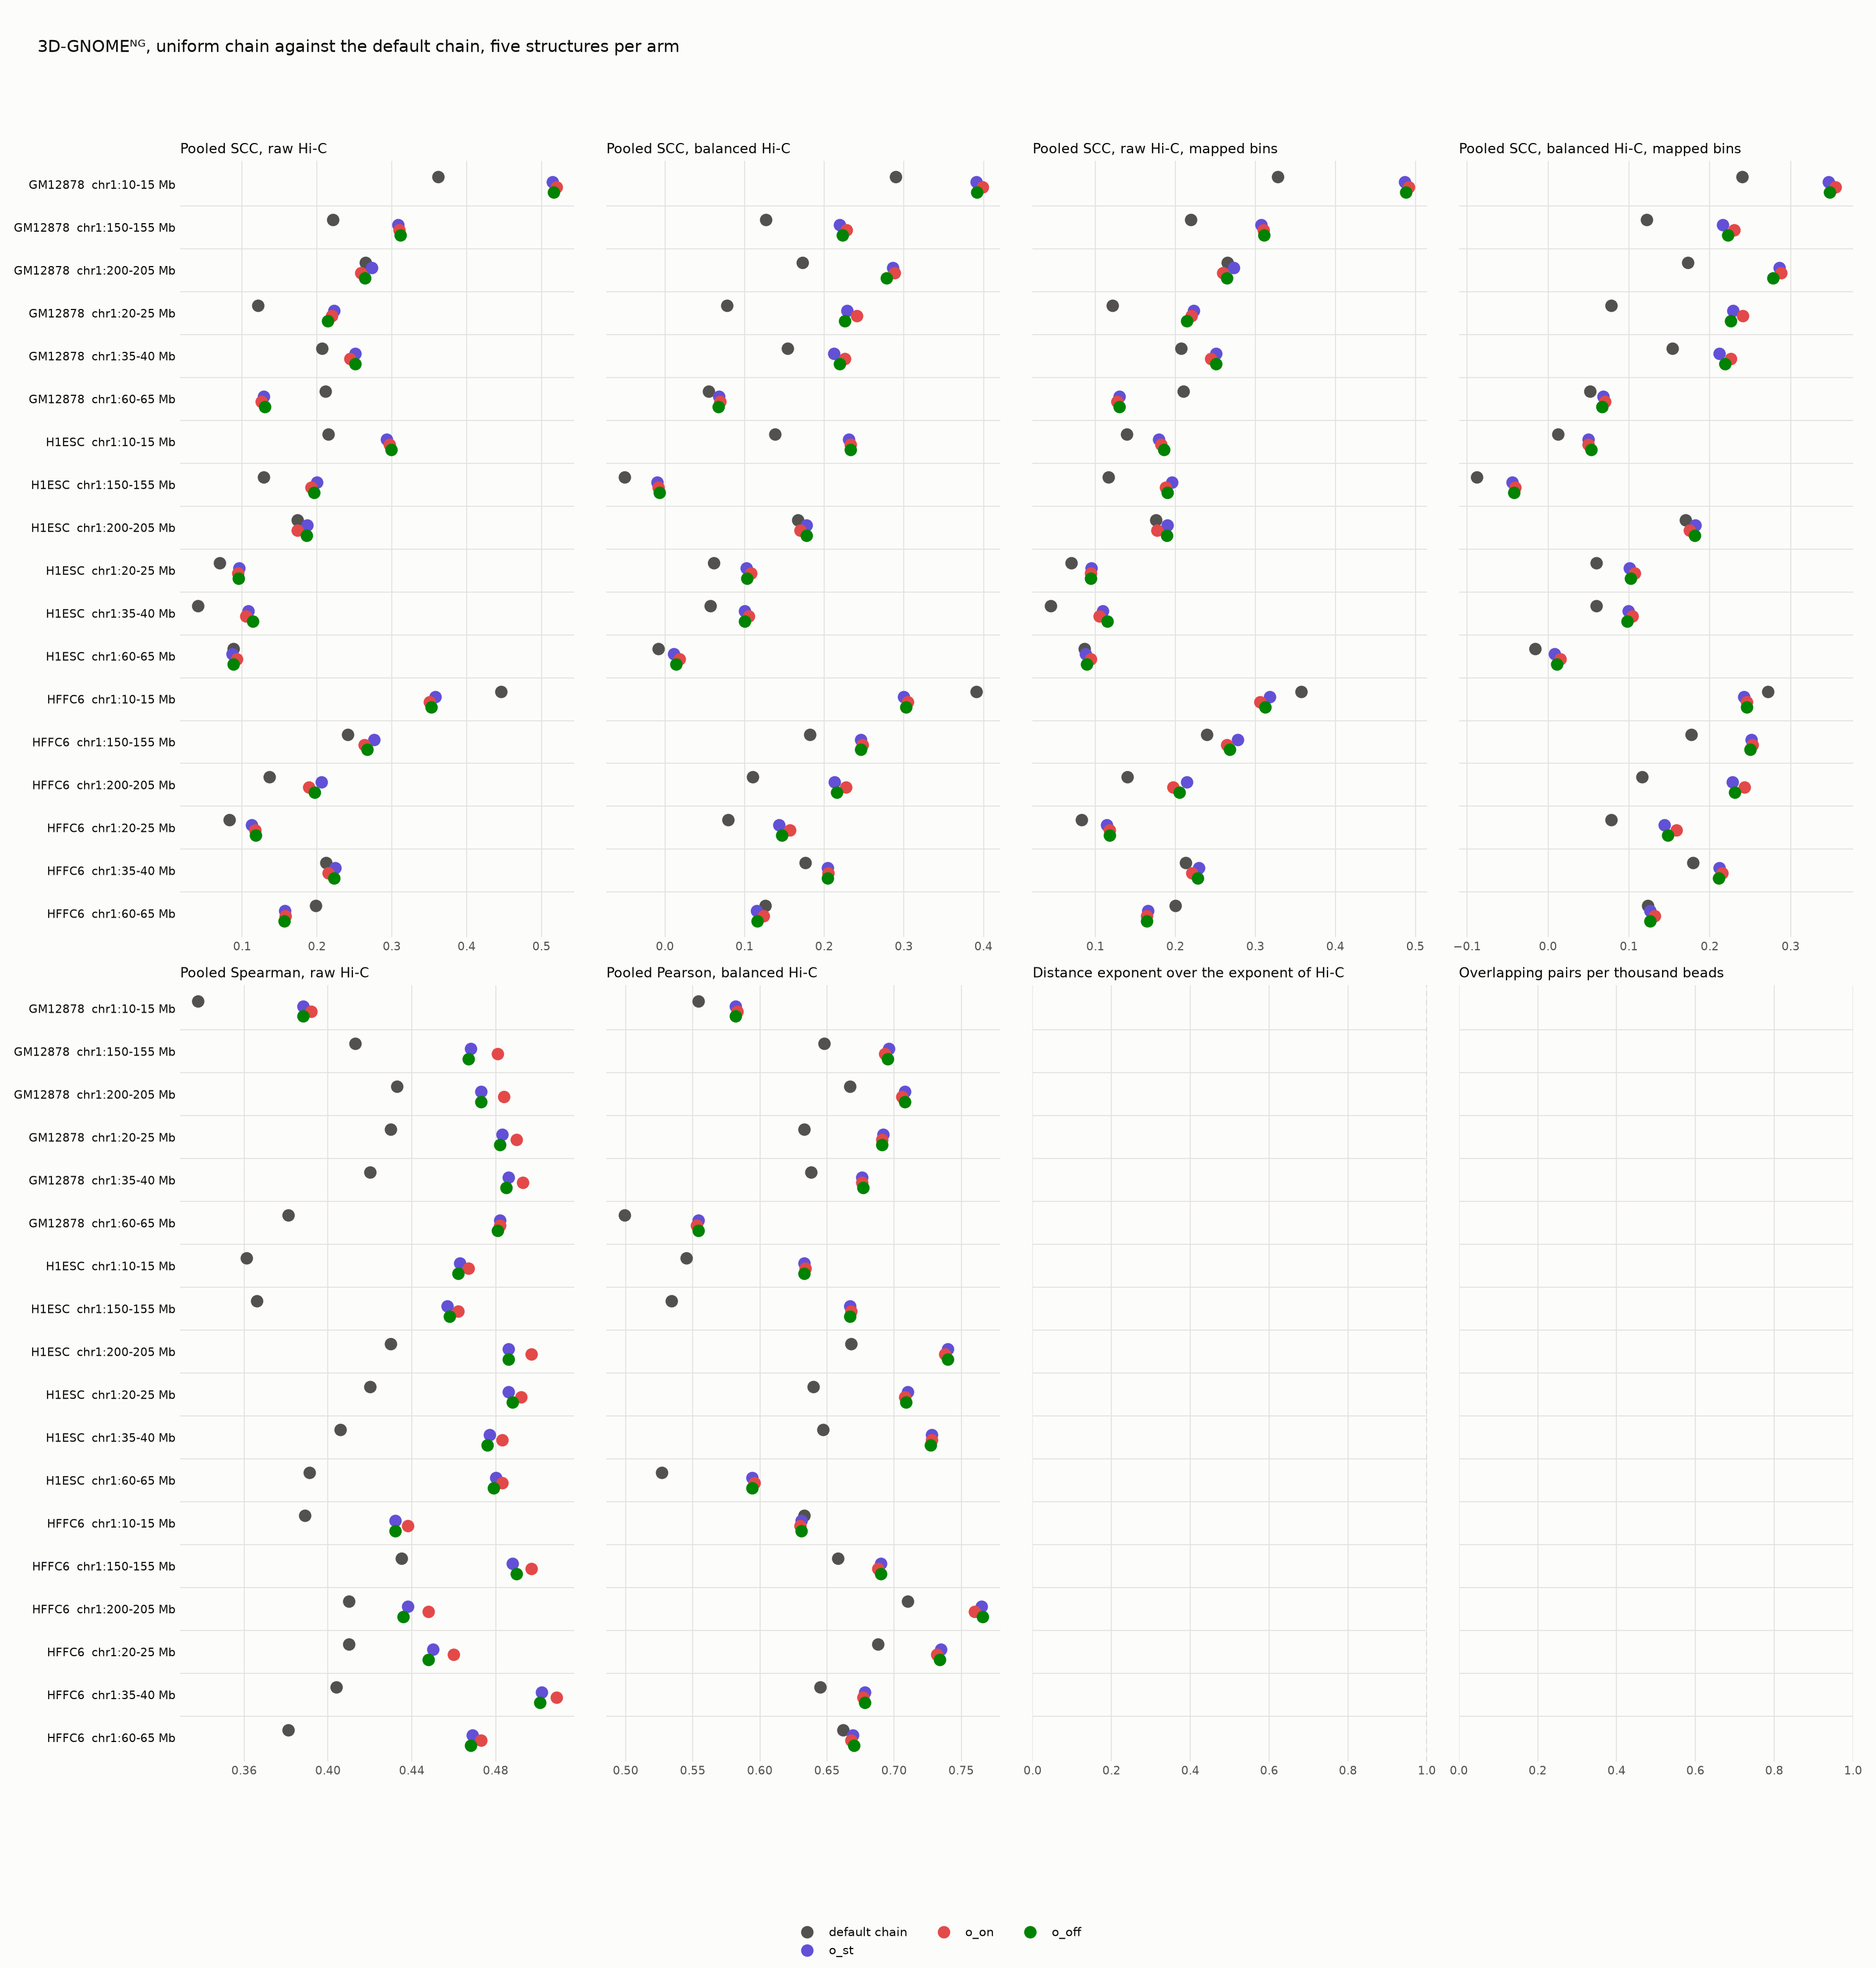 3D-GNOMEᴺᴳ, uniform chain against the default chain, five structures per arm
Pooled SCC, raw Hi-C
Pooled SCC, balanced Hi-C
Pooled SCC, raw Hi-C, mapped bins
Pooled SCC, balanced Hi-C, mapped bins
GM12878 chr1:10-15 Mb
GM12878 chr1:150-155 Mb
GM12878 chr1:200-205 Mb
GM12878 chr1:20-25 Mb
GM12878 chr1:35-40 Mb
GM12878 chr1:60-65 Mb
H1ESC chr1:10-15 Mb
H1ESC chr1:150-155 Mb
H1ESC chr1:200-205 Mb
H1ESC chr1:20-25 Mb
H1ESC chr1:35-40 Mb
H1ESC chr1:60-65 Mb
HFFC6 chr1:10-15 Mb
HFFC6 chr1:150-155 Mb
HFFC6 chr1:200-205 Mb
HFFC6 chr1:20-25 Mb
HFFC6 chr1:35-40 Mb
HFFC6 chr1:60-65 Mb
0.1 0.2 0.3 0.4 0.5
0.0 0.1 0.2 0.3 0.4
0.1 0.2 0.3 0.4 0.5
−0.1 0.0 0.1 0.2 0.3
Pooled Spearman, raw Hi-C
Pooled Pearson, balanced Hi-C
Distance exponent over the exponent of Hi-C
Overlapping pairs per thousand beads
GM12878 chr1:10-15 Mb
GM12878 chr1:150-155 Mb
GM12878 chr1:200-205 Mb
GM12878 chr1:20-25 Mb
GM12878 chr1:35-40 Mb
GM12878 chr1:60-65 Mb
H1ESC chr1:10-15 Mb
H1ESC chr1:150-155 Mb
H1ESC chr1:200-205 Mb
H1ESC chr1:20-25 Mb
H1ESC chr1:35-40 Mb
H1ESC chr1:60-65 Mb
HFFC6 chr1:10-15 Mb
HFFC6 chr1:150-155 Mb
HFFC6 chr1:200-205 Mb
HFFC6 chr1:20-25 Mb
HFFC6 chr1:35-40 Mb
HFFC6 chr1:60-65 Mb
0.36 0.40 0.44 0.48
0.50 0.55 0.60 0.65 0.70 0.75
0.0 0.2 0.4 0.6 0.8 1.0
0.0 0.2 0.4 0.6 0.8 1.0
default chain o_on o_off
o_st